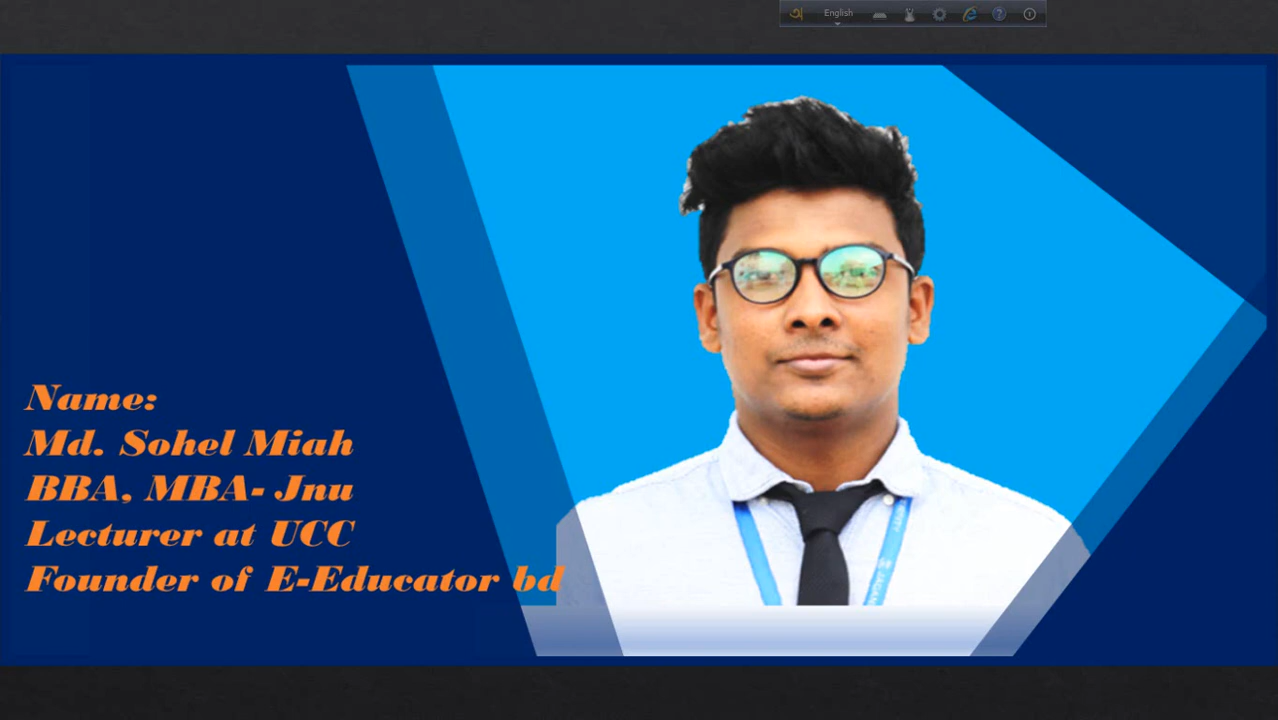 অ English
Name:
Md. Sohel Miah
BBA, MBA- Jnu
Lecturer at UCC
Founder of E-Educator bd